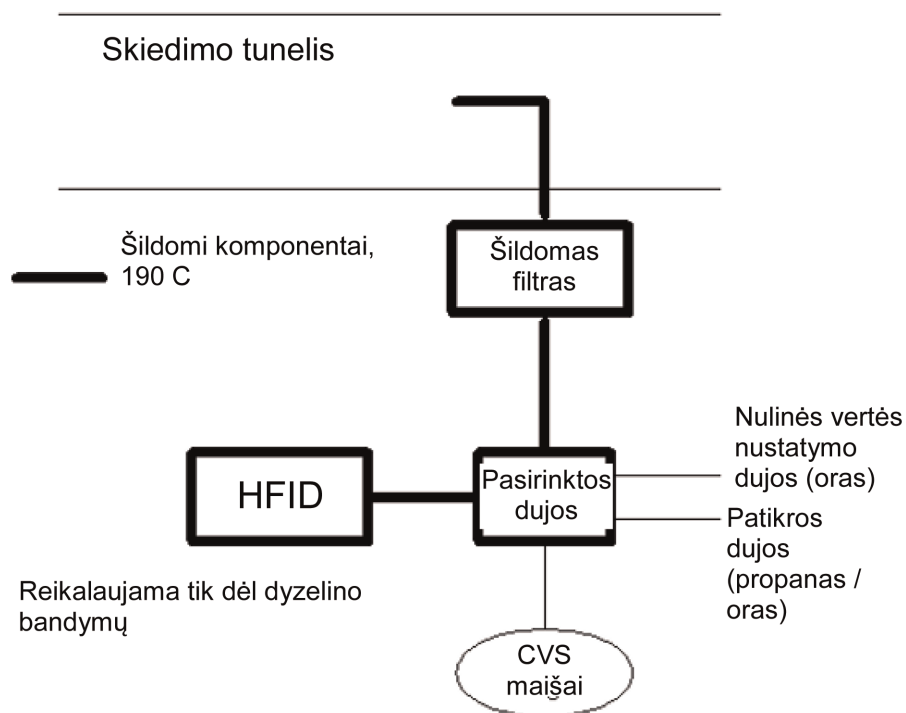 Skiedimo tunelis
Šildomi komponentai,
190 C
Šildomas
filtras
Nulinės vertės
nustatymo
dujos (oras)
HFID
Pasirinktos
dujos
Patikros
dujos
(propanas /
oras)
Reikalaujama tik dėl dyzelino
bandymų
CVS
maišai